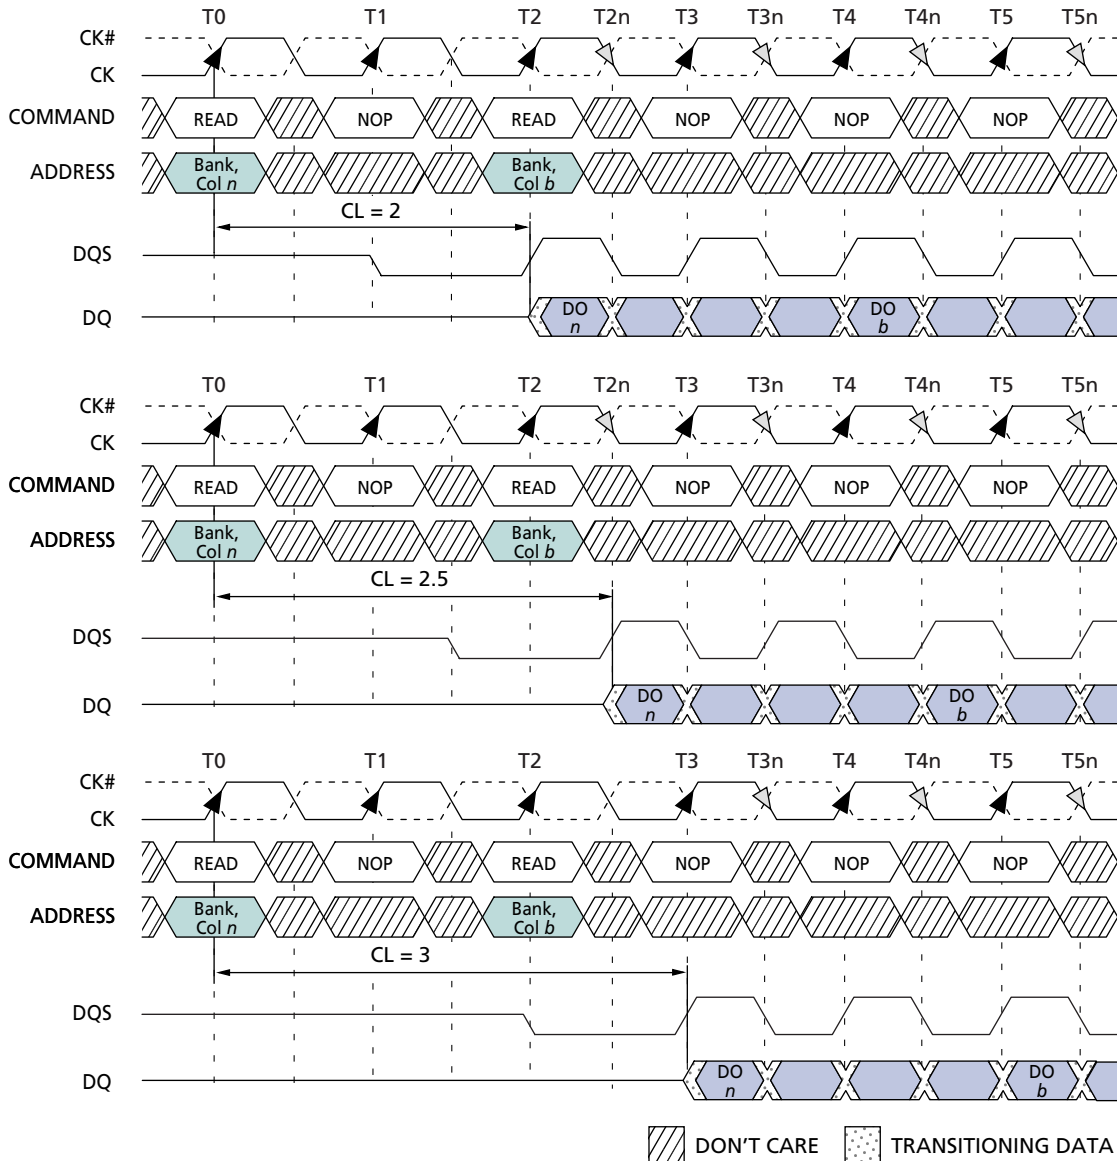 T0 T1 T2 T2n T3 T3n T4 T4n T5 T5n
CK#
CK
COMMAND READ NOP READ NOP NOP NOP
ADDRESS Bank, Col n Bank, Col b
CL = 2
DQS
DQ DO n DO b
T0 T1 T2 T2n T3 T3n T4 T4n T5 T5n
CK#
CK
COMMAND READ NOP READ NOP NOP NOP
ADDRESS Bank, Col n Bank, Col b
CL = 2.5
DQS
DQ DO n DO b
T0 T1 T2 T3 T3n T4 T4n T5 T5n
CK#
CK
COMMAND READ NOP READ NOP NOP NOP
ADDRESS Bank, Col n Bank, Col b
CL = 3
DQS
DQ DO n DO b
DON'T CARE TRANSITIONING DATA